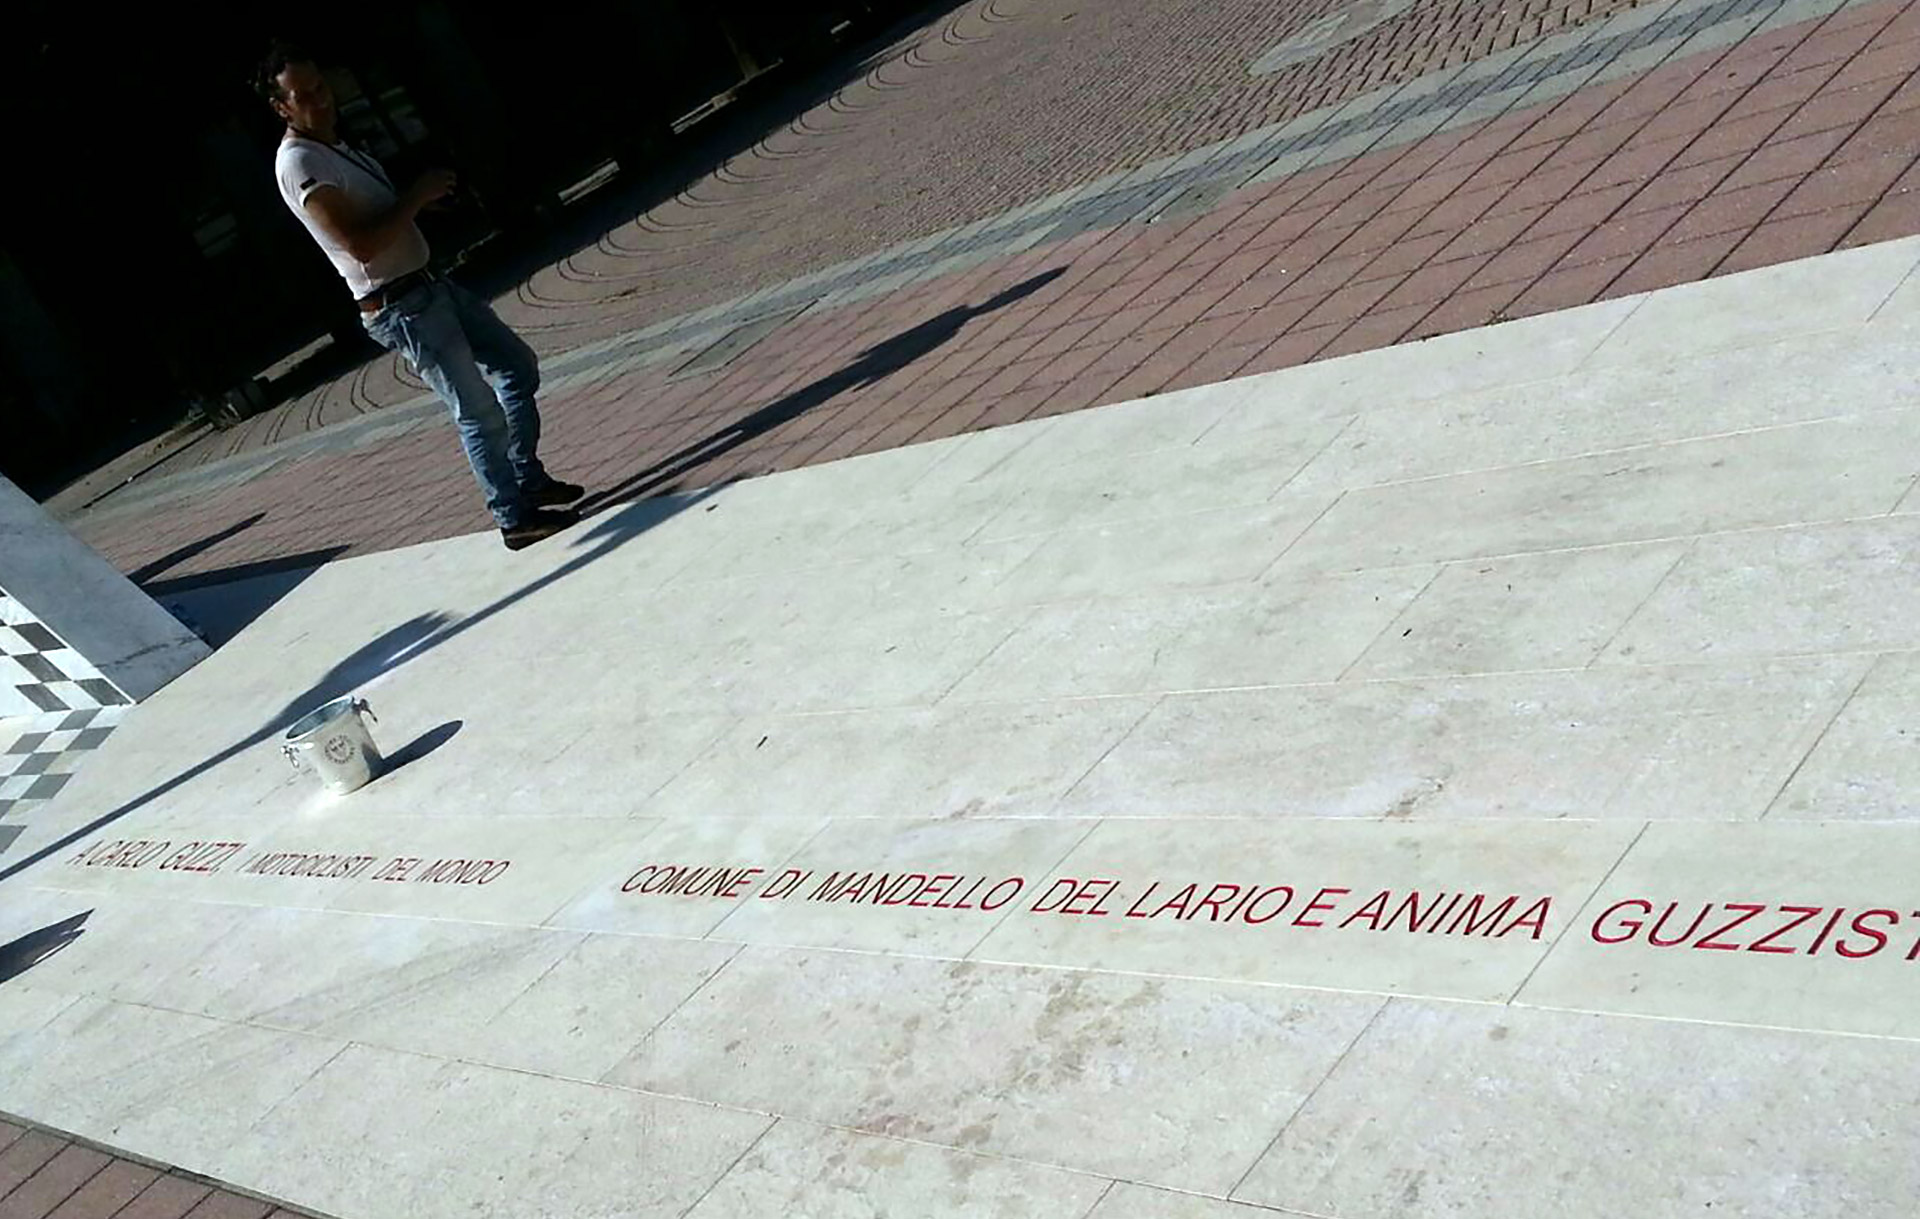 A CARLO GUZZI, I MOTOCICLISTI DEL MONDO COMUNE DI MANDELLO DEL LARIO E ANIMA GUZZIST